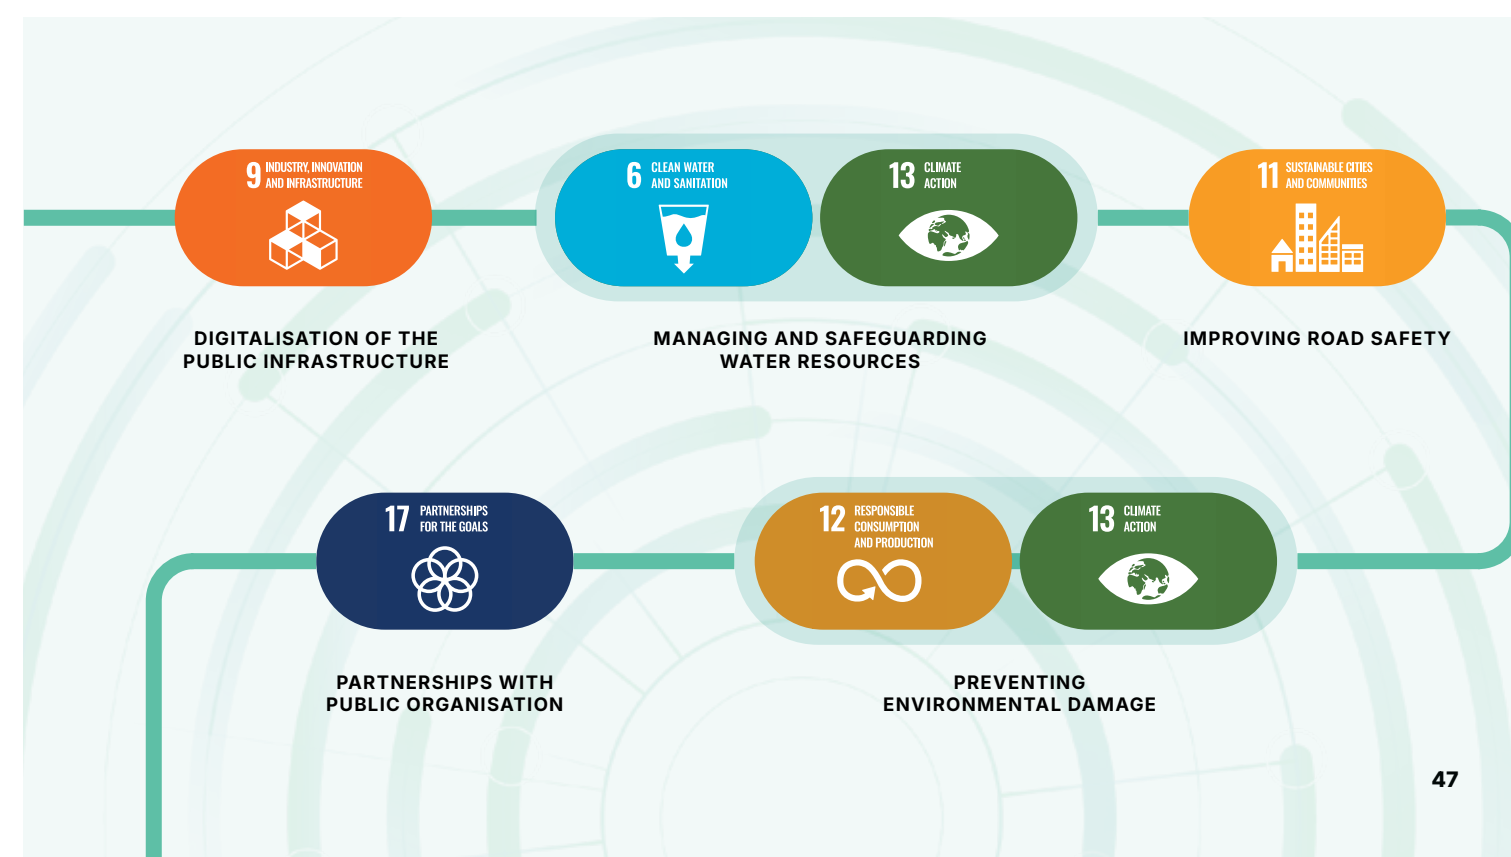 9 INDUSTRY, INNOVATION
AND INFRASTRUCTURE
6 CLEAN WATER
AND SANITATION
13 CLIMATE
ACTION
11 SUSTAINABLE CITIES
AND COMMUNITIES
DIGITALISATION OF THE
PUBLIC INFRASTRUCTURE
MANAGING AND SAFEGUARDING
WATER RESOURCES
IMPROVING ROAD SAFETY
17 PARTNERSHIPS
FOR THE GOALS
12 RESPONSIBLE
CONSUMPTION
AND PRODUCTION
13 CLIMATE
ACTION
PARTNERSHIPS WITH
PUBLIC ORGANISATION
PREVENTING
ENVIRONMENTAL DAMAGE
47